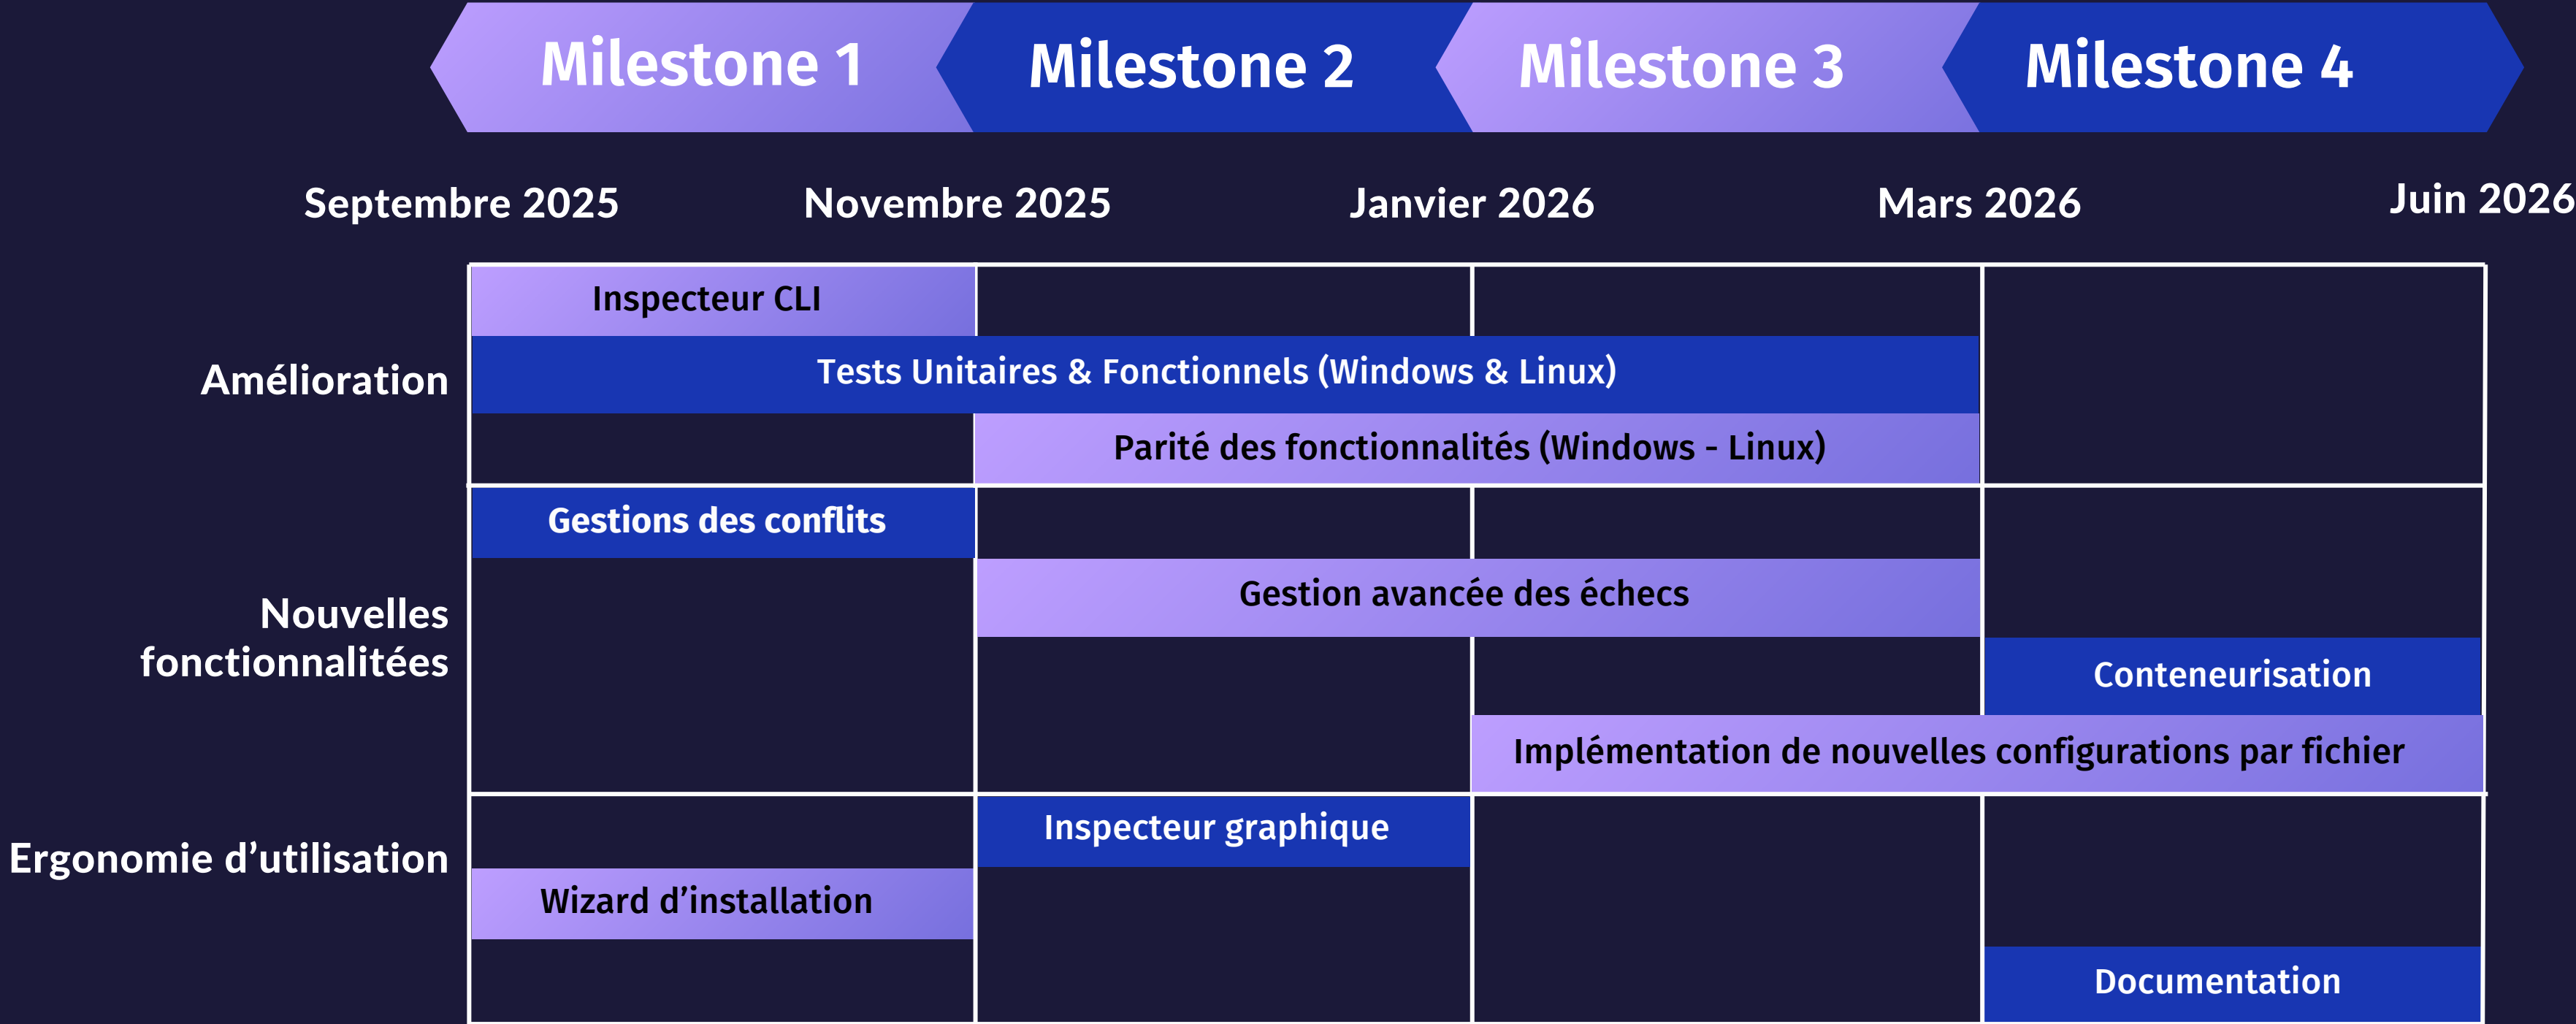 Milestone 1
Milestone 2
Milestone 3
Milestone 4
Septembre 2025
Novembre 2025
Janvier 2026
Mars 2026
Juin 2026
Amélioration
Inspecteur CLI
Tests Unitaires & Fonctionnels (Windows & Linux)
Parité des fonctionnalités (Windows - Linux)
Nouvelles
fonctionnalitées
Gestions des conflits
Gestion avancée des échecs
Conteneurisation
Implémentation de nouvelles configurations par fichier
Ergonomie d’utilisation
Inspecteur graphique
Wizard d’installation
Documentation